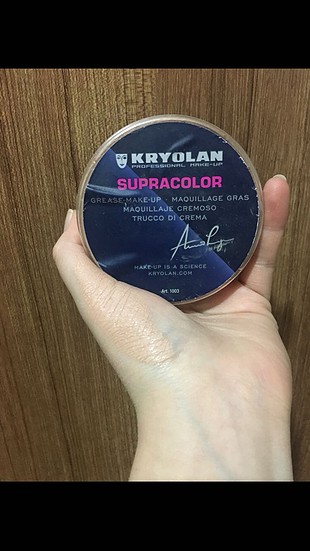 KRYOLAN
PROFESSIONAL MAKE-UP
SUPRACOLOR
GREASE-MAKE-UP - MAQUILLAGE GRAS
MAQUILLAJE CREMOSO
TRUCCO DI CREMA
MAKE-UP IS A SCIENCE
KRYOLAN.COM
Art. 1003